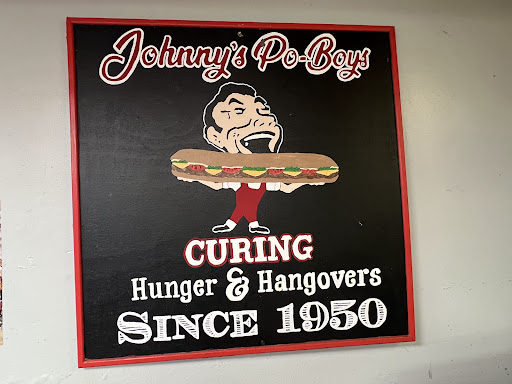 Johnny's Po-Boys
CURING
Hunger & Hangovers
SINCE 1950